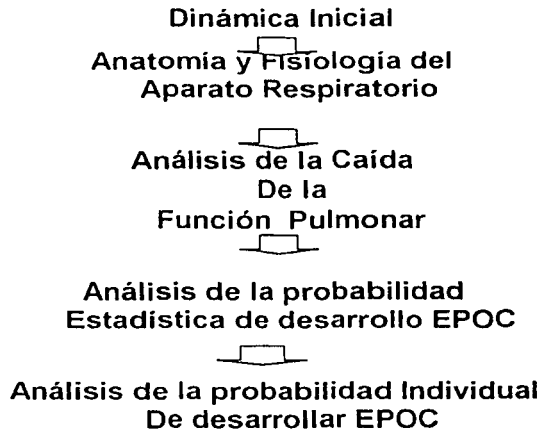 Dinámica Inicial
Anatomía y Fisiología del
Aparato Respiratorio
Análisis de la Caída
De la
Función Pulmonar
Análisis de la probabilidad
Estadística de desarrollo EPOC
Análisis de la probabilidad Individual
De desarrollar EPOC